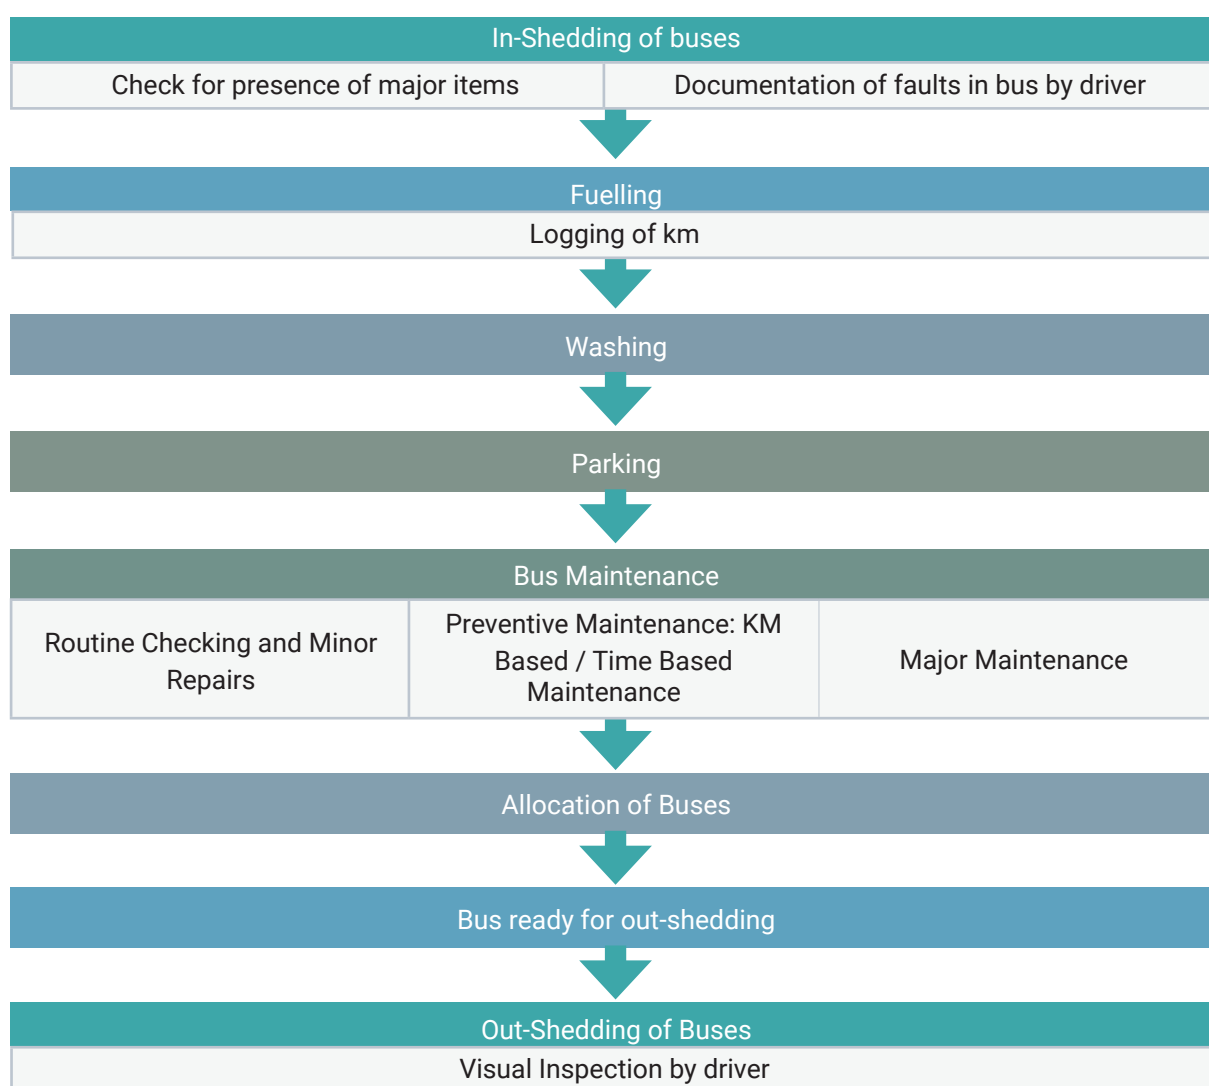 In-Shedding of buses
Check for presence of major items
Documentation of faults in bus by driver
Fuelling
Logging of km
Washing
Parking
Bus Maintenance
Routine Checking and Minor
Repairs
Preventive Maintenance: KM
Based / Time Based
Maintenance
Major Maintenance
Allocation of Buses
Bus ready for out-shedding
Out-Shedding of Buses
Visual Inspection by driver